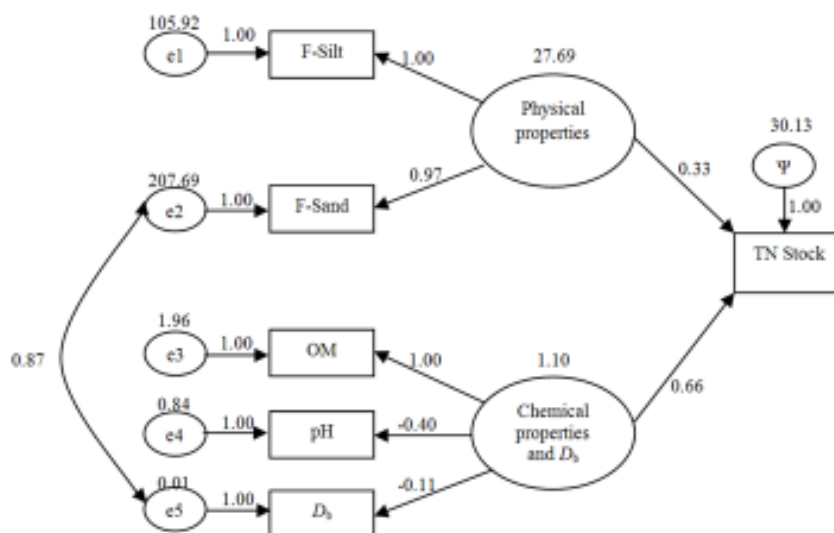 105.92
e1
1.00
F-Silt
1.00
27.69
Physical
properties
30.13
Ψ
1.00
0.33
TN Stock
207.69
e2
1.00
F-Sand
0.97
0.87
1.96
e3
1.00
OM
1.00
1.10
Chemical
properties
and Db
0.66
0.84
e4
1.00
pH
-0.40
0.01
e5
1.00
Db
-0.11